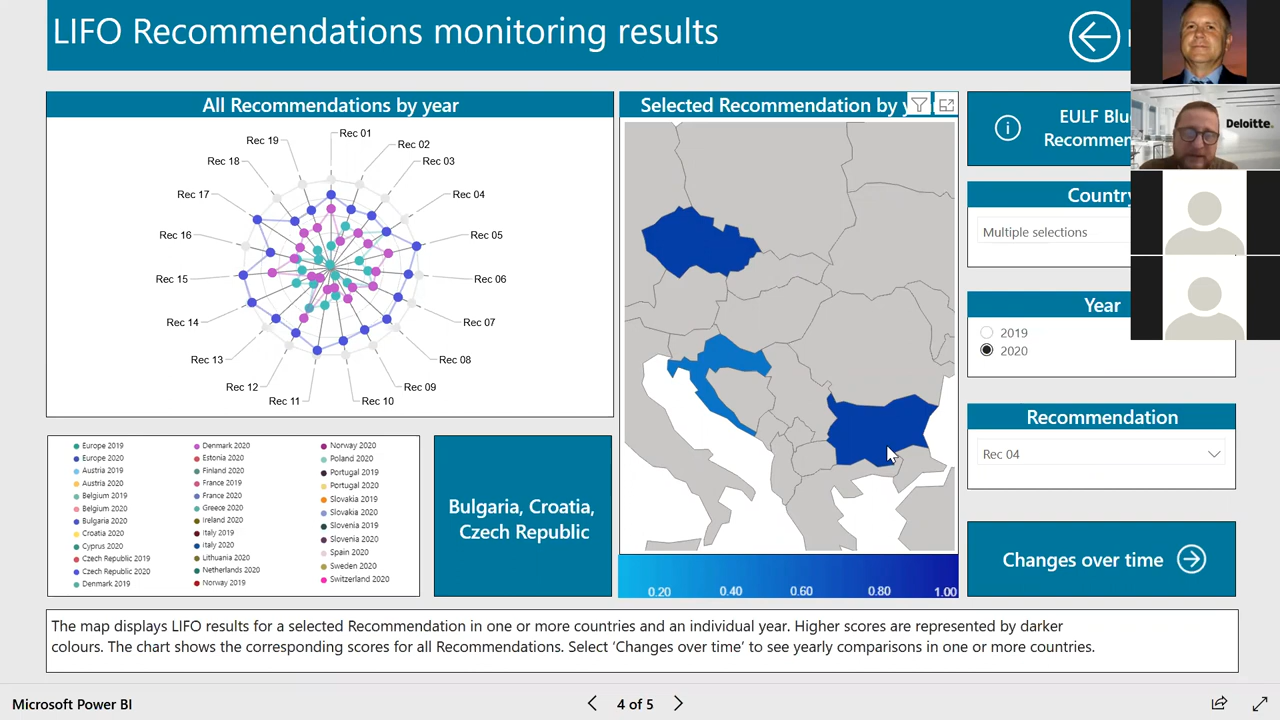 LIFO Recommendations monitoring results
All Recommendations by year
Rec 01
Rec 02
Rec 03
Rec 04
Rec 05
Rec 06
Rec 07
Rec 08
Rec 09
Rec 10
Rec 11
Rec 12
Rec 13
Rec 14
Rec 15
Rec 16
Rec 17
Rec 18
Rec 19
Europe 2019
Europe 2020
Austria 2019
Austria 2020
Belgium 2019
Belgium 2020
Bulgaria 2020
Croatia 2020
Cyprus 2020
Czech Republic 2019
Czech Republic 2020
Denmark 2019
Denmark 2020
Estonia 2020
Finland 2020
France 2019
France 2020
Greece 2020
Ireland 2020
Italy 2019
Italy 2020
Lithuania 2020
Netherlands 2020
Norway 2019
Norway 2020
Poland 2020
Portugal 2019
Portugal 2020
Slovakia 2019
Slovakia 2020
Slovenia 2019
Slovenia 2020
Spain 2020
Sweden 2020
Switzerland 2020
Bulgaria, Croatia,
Czech Republic
Selected Recommendation by
0.20 0.40 0.60 0.80 1.00
EULF
Deloitte.
Multiple selections
Year
2019
2020
Recommendation
Rec 04
Changes over time
The map displays LIFO results for a selected Recommendation in one or more countries and an individual year. Higher scores are represented by darker
colours. The chart shows the corresponding scores for all Recommendations. Select ‘Changes over time’ to see yearly comparisons in one or more countries.
Microsoft Power BI
4 of 5